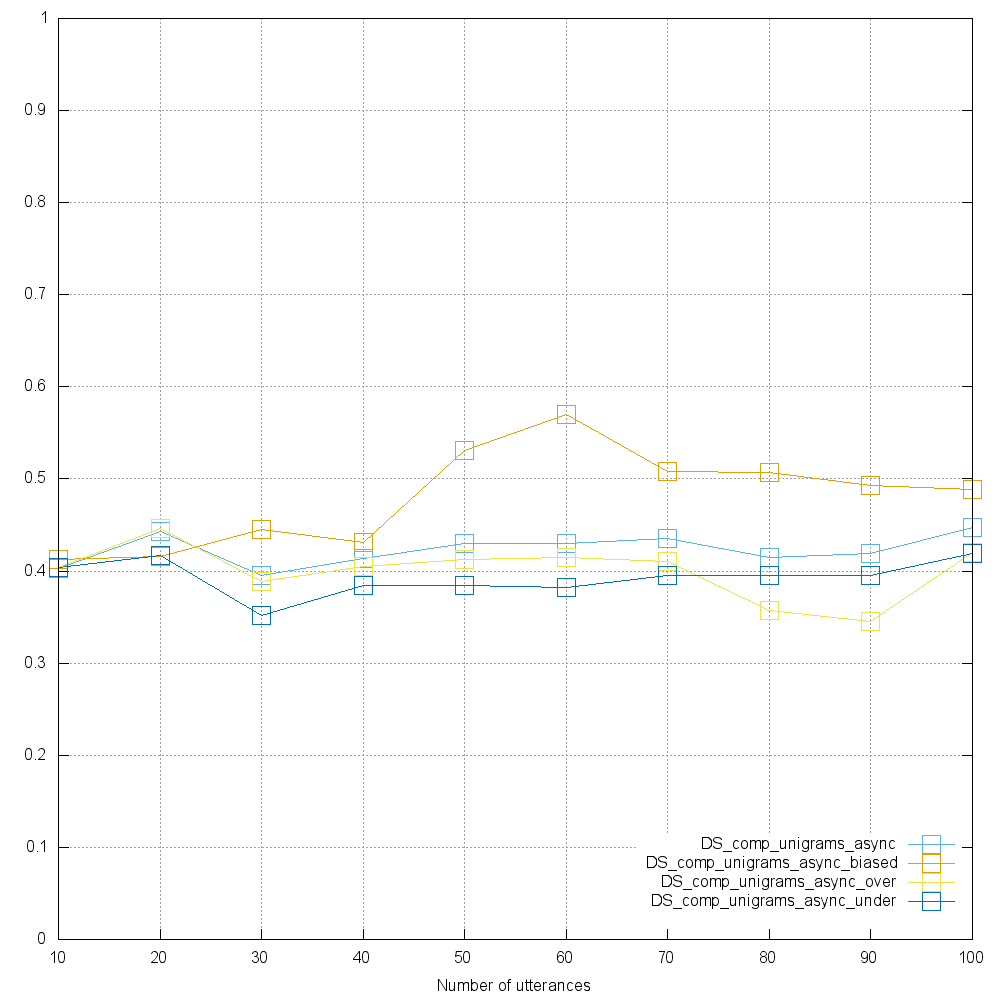 1
0.9
0.8
0.7
0.6
0.5
0.4
0.3
0.2
0.1
0
DS_comp_unigrams_async
DS_comp_unigrams_async_biased
DS_comp_unigrams_async_over
DS_comp_unigrams_async_under
10 20 30 40 50 60 70 80 90 100
Number of utterances